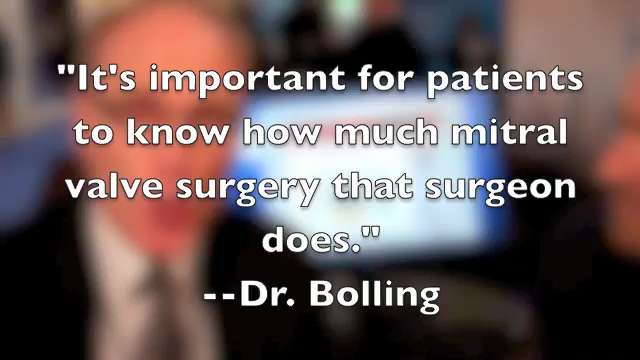 "It's important for patients
to know how much mitral
valve surgery that surgeon
does."
--Dr. Bolling